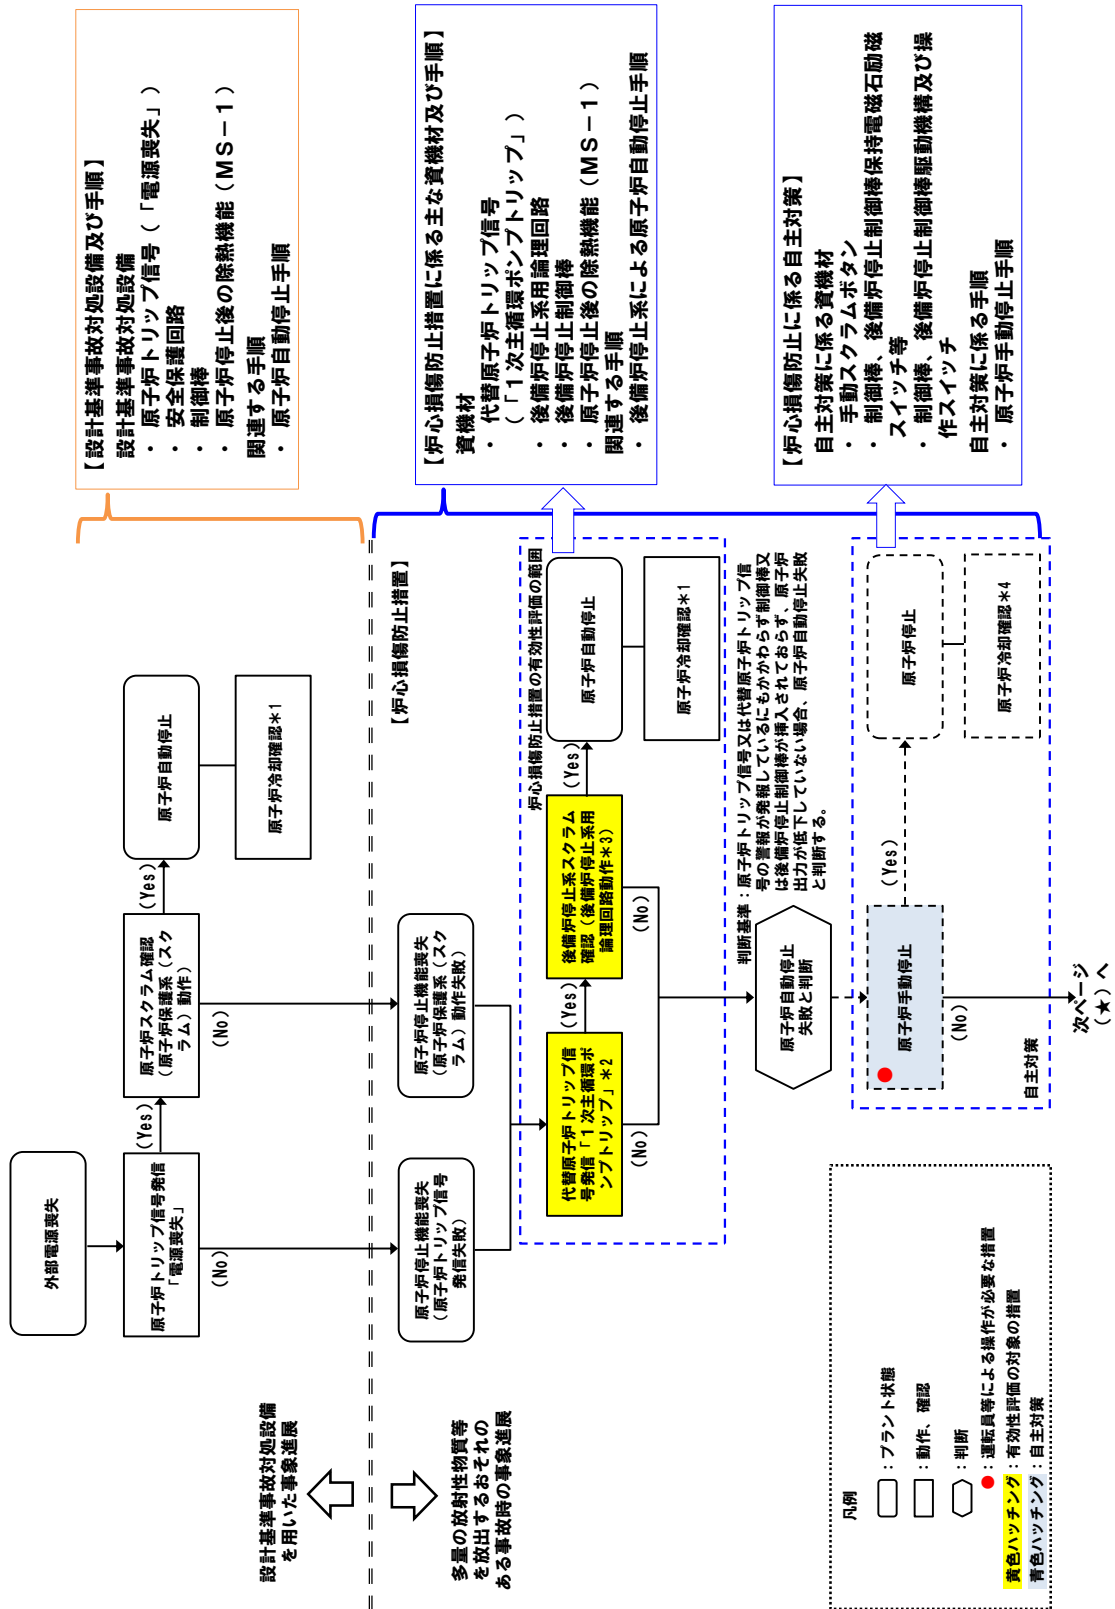 外部電源喪失
原子炉トリップ信号発信
「電源喪失」
(Yes)
(No)
原子炉スクラム確認
（原子炉保護系（スク
ラム）動作）
(Yes)
(No)
原子炉自動停止
原子炉冷却確認＊1
【設計基準事故対処設備及び手順】
設計基準事故対処設備
・ 原子炉トリップ信号（「電源喪失」）
安全保護回路
・ 制御棒
・ 原子炉停止後の除熱機能（ＭＳ－１）
関連する手順
・ 原子炉自動停止手順
設計基準事故対処設備
を用いた事象進展
多量の放射性物質等
を放出するおそれの
ある事故時の事象進展
【炉心損傷防止措置】
原子炉停止機能喪失
（原子炉トリップ信号
発信失敗）
原子炉停止機能喪失
（原子炉保護系（スク
ラム）動作失敗）
炉心損傷防止措置の有効性評価の範囲
代替原子炉トリップ信
号発信「１次主循環ポ
ンプトリップ」＊2
(Yes)
(No)
後備炉停止系スクラム
確認（後備炉停止系用
論理回路動作＊3）
(Yes)
(No)
原子炉自動停止
原子炉冷却確認＊1
【炉心損傷防止措置に係る主な資機材及び手順】
資機材
・ 代替原子炉トリップ信号
（「１次主循環ポンプトリップ」）
・ 後備炉停止系用論理回路
・ 後備炉停止制御棒
・ 原子炉停止後の除熱機能（ＭＳ－１）
関連する手順
・ 後備炉停止系による原子炉自動停止手順
原子炉自動停止
失敗と判断
判断基準：原子炉トリップ信号又は代替原子炉トリップ信
号の警報が発報しているにもかかわらず制御棒又
は後備炉停止制御棒が挿入されておらず、原子炉
出力が低下していない場合、原子炉自動停止失敗
と判断する。
原子炉手動停止
(Yes)
(No)
原子炉停止
原子炉冷却確認＊4
自主対策
次ページ
（★）へ
【炉心損傷防止に係る自主対策】
自主対策に係る資機材
・ 手動スクラムボタン
・ 制御棒、後備炉停止制御棒保持電磁石励磁
スイッチ等
・ 制御棒、後備炉停止制御棒駆動機構及び操
作スイッチ
自主対策に係る手順
・ 原子炉手動停止手順
凡例
：プラント状態
：動作、確認
：判断
：運転員等による操作が必要な措置
黄色ハッチング：有効性評価の対象の措置
青色ハッチング：自主対策